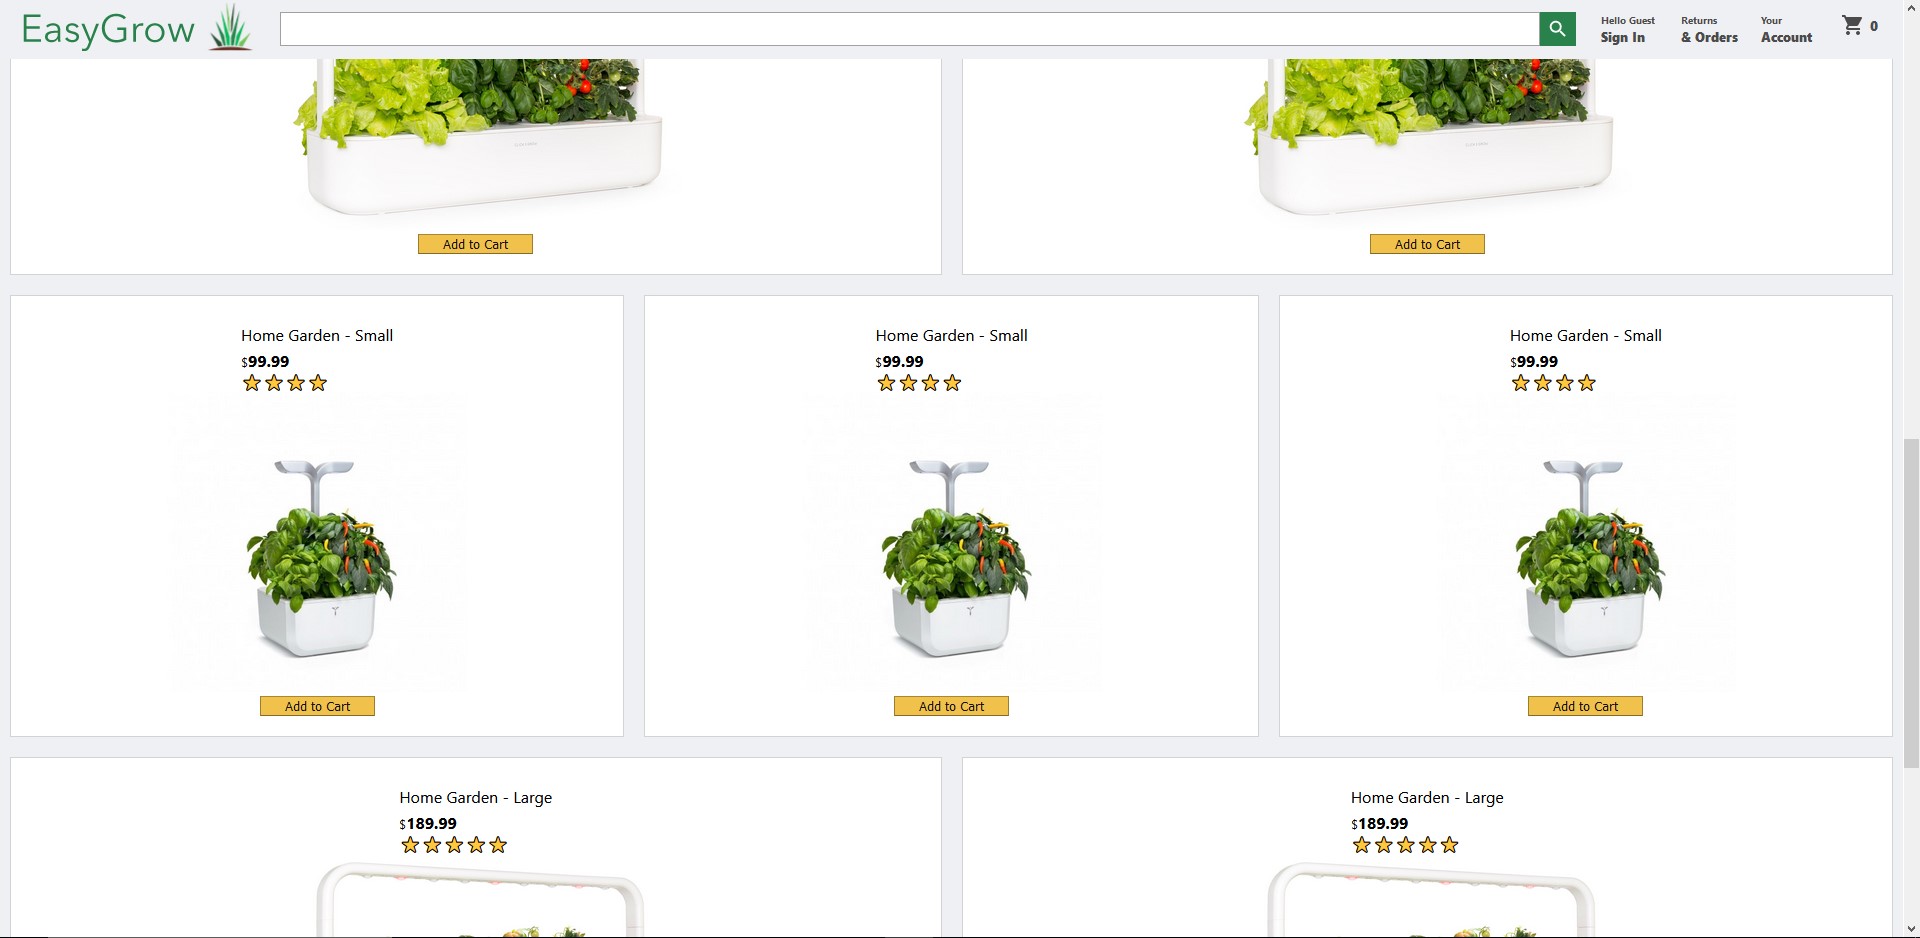 EasyGrow
Hello Guest
Sign In
Returns
& Orders
Your
Account
0
Add to Cart
Add to Cart
Home Garden - Small
$99.99
Home Garden - Small
$99.99
Home Garden - Small
$99.99
Add to Cart
Add to Cart
Add to Cart
Home Garden - Large
$189.99
Home Garden - Large
$189.99